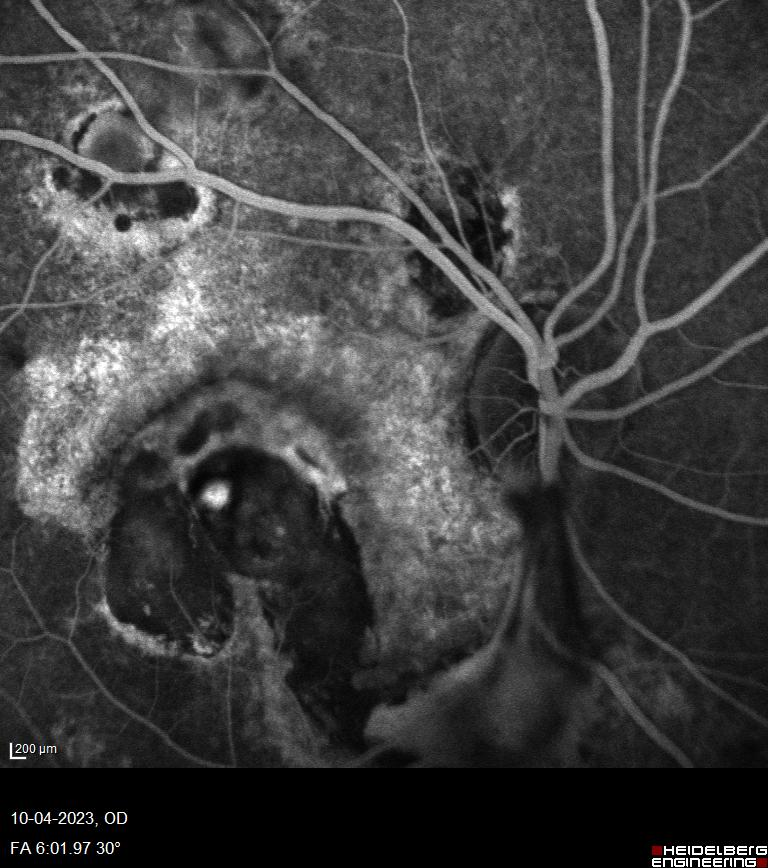 200 µm
10-04-2023, OD
FA 6:01.97 30°
HEIDELBERG
ENGINEERING